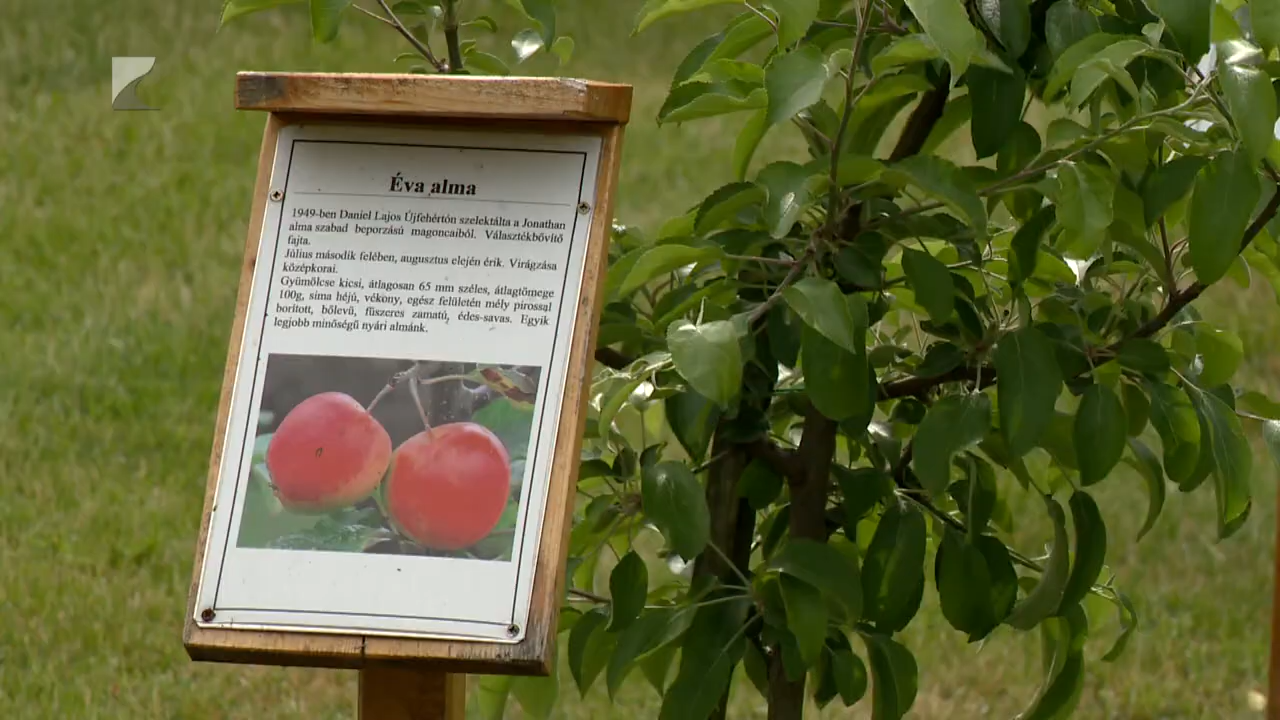 Éva alma
1949-ben Daniel Lajos Újfehértón szelektálta a Jonathan
alma szabad beporzású magoncaiból. Választékbővítő
fajta.
Július második felében, augusztus elején érik. Virágzása
középkorai.
Gyümölcse kicsi, átlagosan 65 mm széles, átlagtömege
100g, sima héjú, vékony, egész felületén mély pirossal
borított, bőlevű, fűszeres zamatú, édes-savas. Egyik
legjobb minőségű nyári almánk.